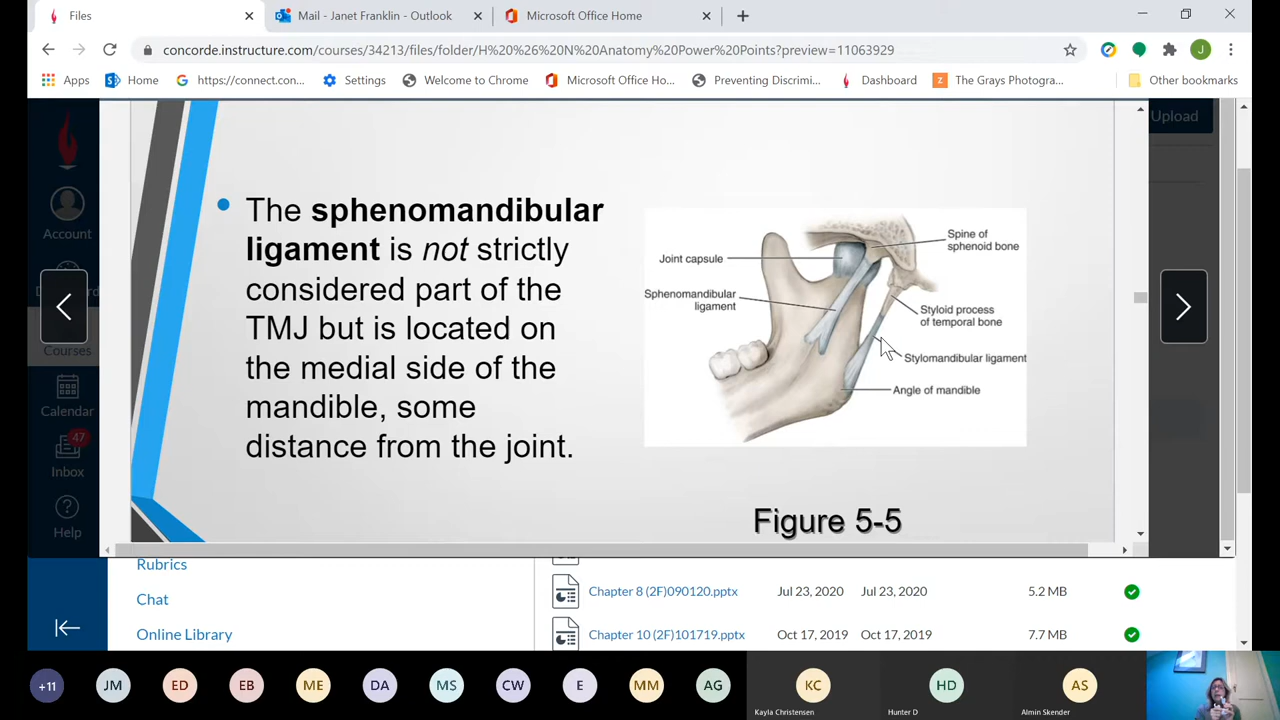 Files
Mail - Janet Franklin - Outlook
Microsoft Office Home
concorde.instructure.com/courses/34213/files/folder/H%20%26%20N%20Anatomy%20Power%20Points?preview=11063929
J
Apps
Home
https://connect.con...
Settings
Welcome to Chrome
Microsoft Office Ho...
Preventing Discrimi...
Dashboard
Z
The Grays Photogra...
Other bookmarks
Upload
Account
Courses
Calendar
47
Inbox
Help
• The sphenomandibular
ligament is not strictly
considered part of the
TMJ but is located on
the medial side of the
mandible, some
distance from the joint.
Joint capsule
Sphenomandibular
ligament
Spine of
sphenoid bone
Styloid process
of temporal bone
Stylomandibular ligament
Angle of mandible
Figure 5-5
Rubrics
Chat
Online Library
Chapter 8 (2F)090120.pptx Jul 23, 2020 Jul 23, 2020 5.2 MB
Chapter 10 (2F)101719.pptx Oct 17, 2019 Oct 17, 2019 7.7 MB
+11 JM ED EB ME DA MS CW E MM AG KC HD AS
Kayla Christensen
Hunter D
Almin Skender